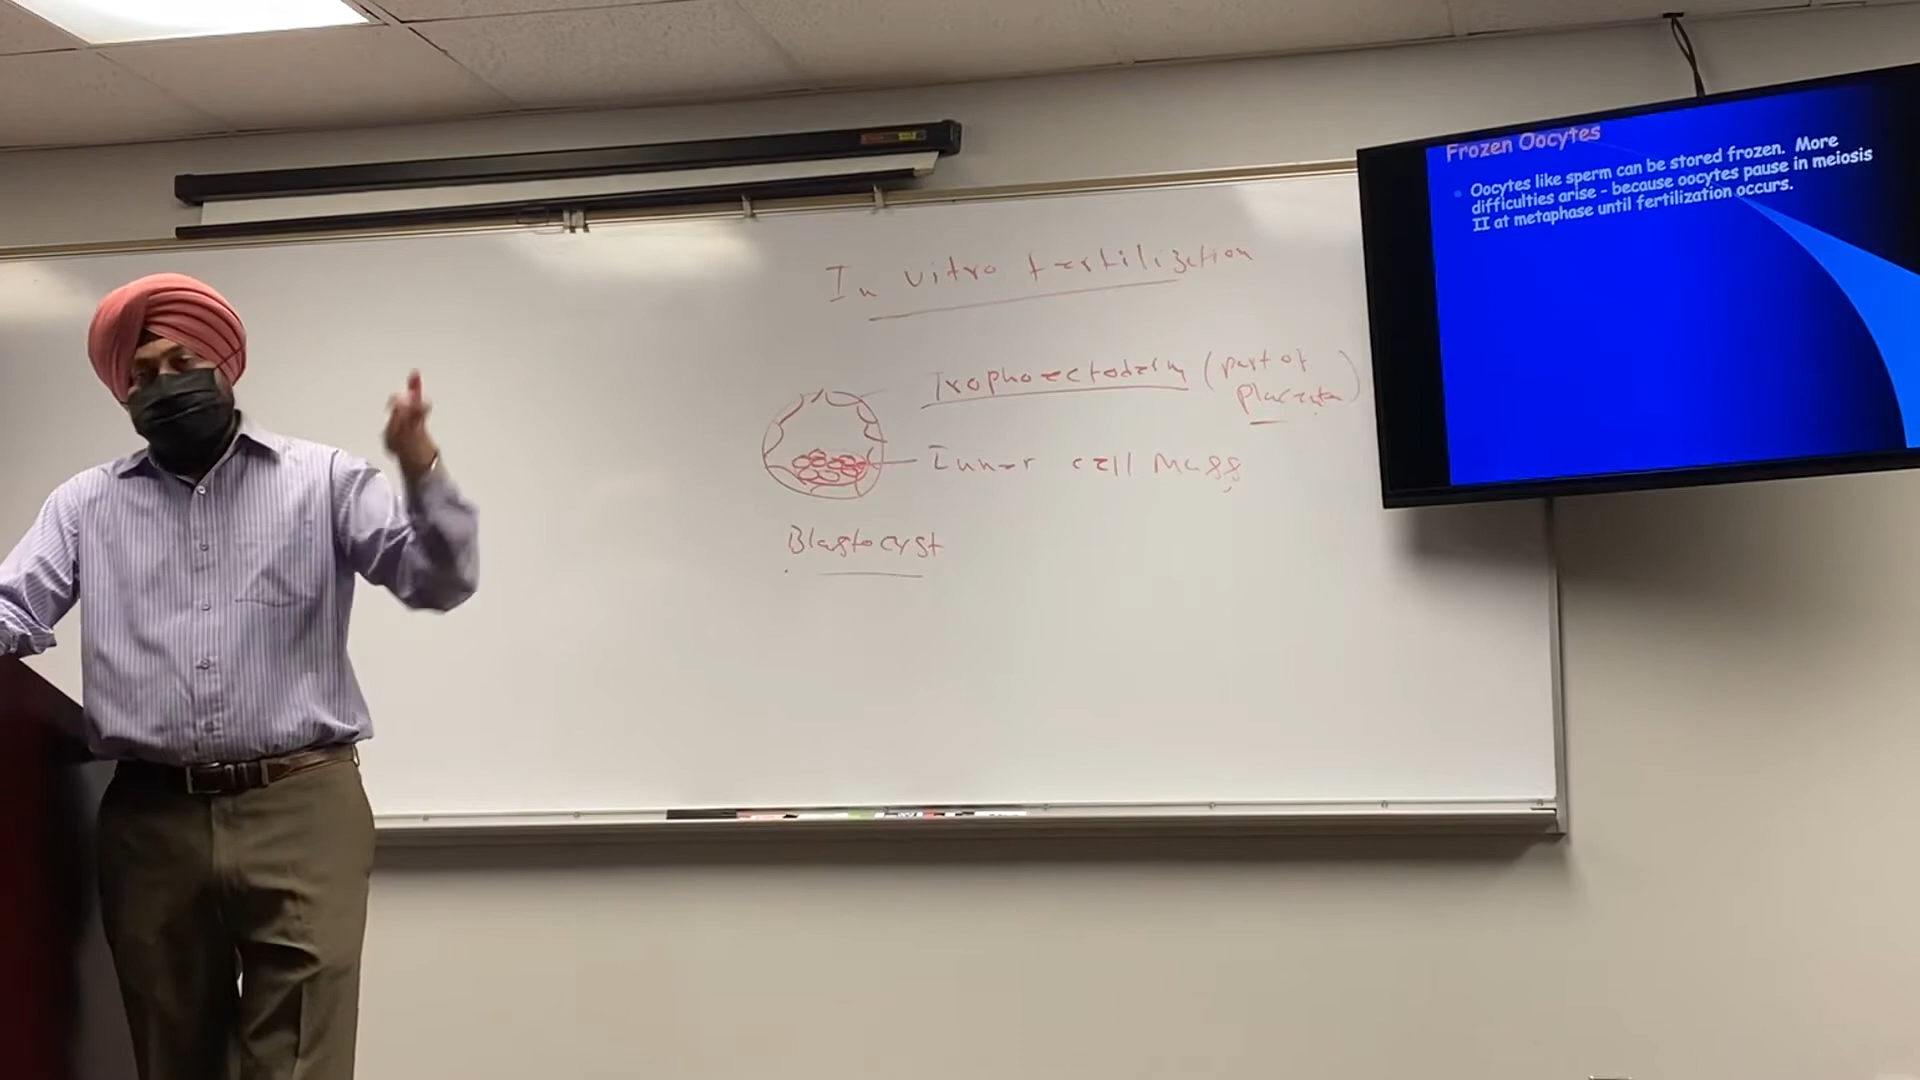 In vitro fertilization
Trophoectoderm (part of
placenta)
Inner cell Mass
Blastocyst
Frozen Oocytes
Oocytes like sperm can be stored frozen. More
difficulties arise - because oocytes pause in meiosis
II at metaphase until fertilization occurs.